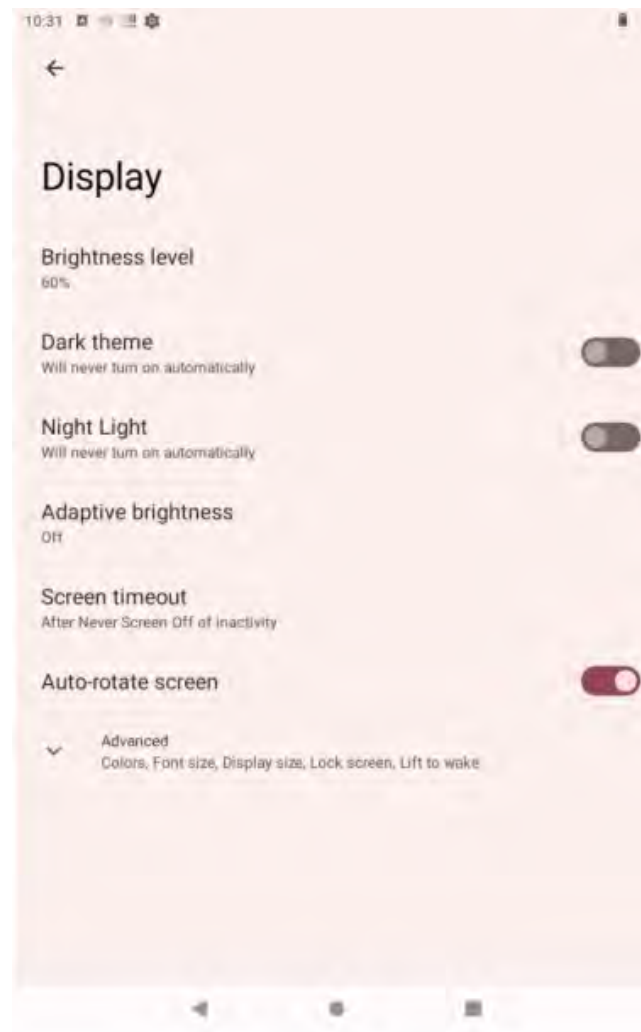 10:31
Display
Brightness level
60%
Dark theme
Will never turn on automatically
Night Light
Will never turn on automatically
Adaptive brightness
Off
Screen timeout
After Never Screen Off of inactivity
Auto-rotate screen
Advanced
Colors, Font size, Display size, Lock screen, Lift to wake